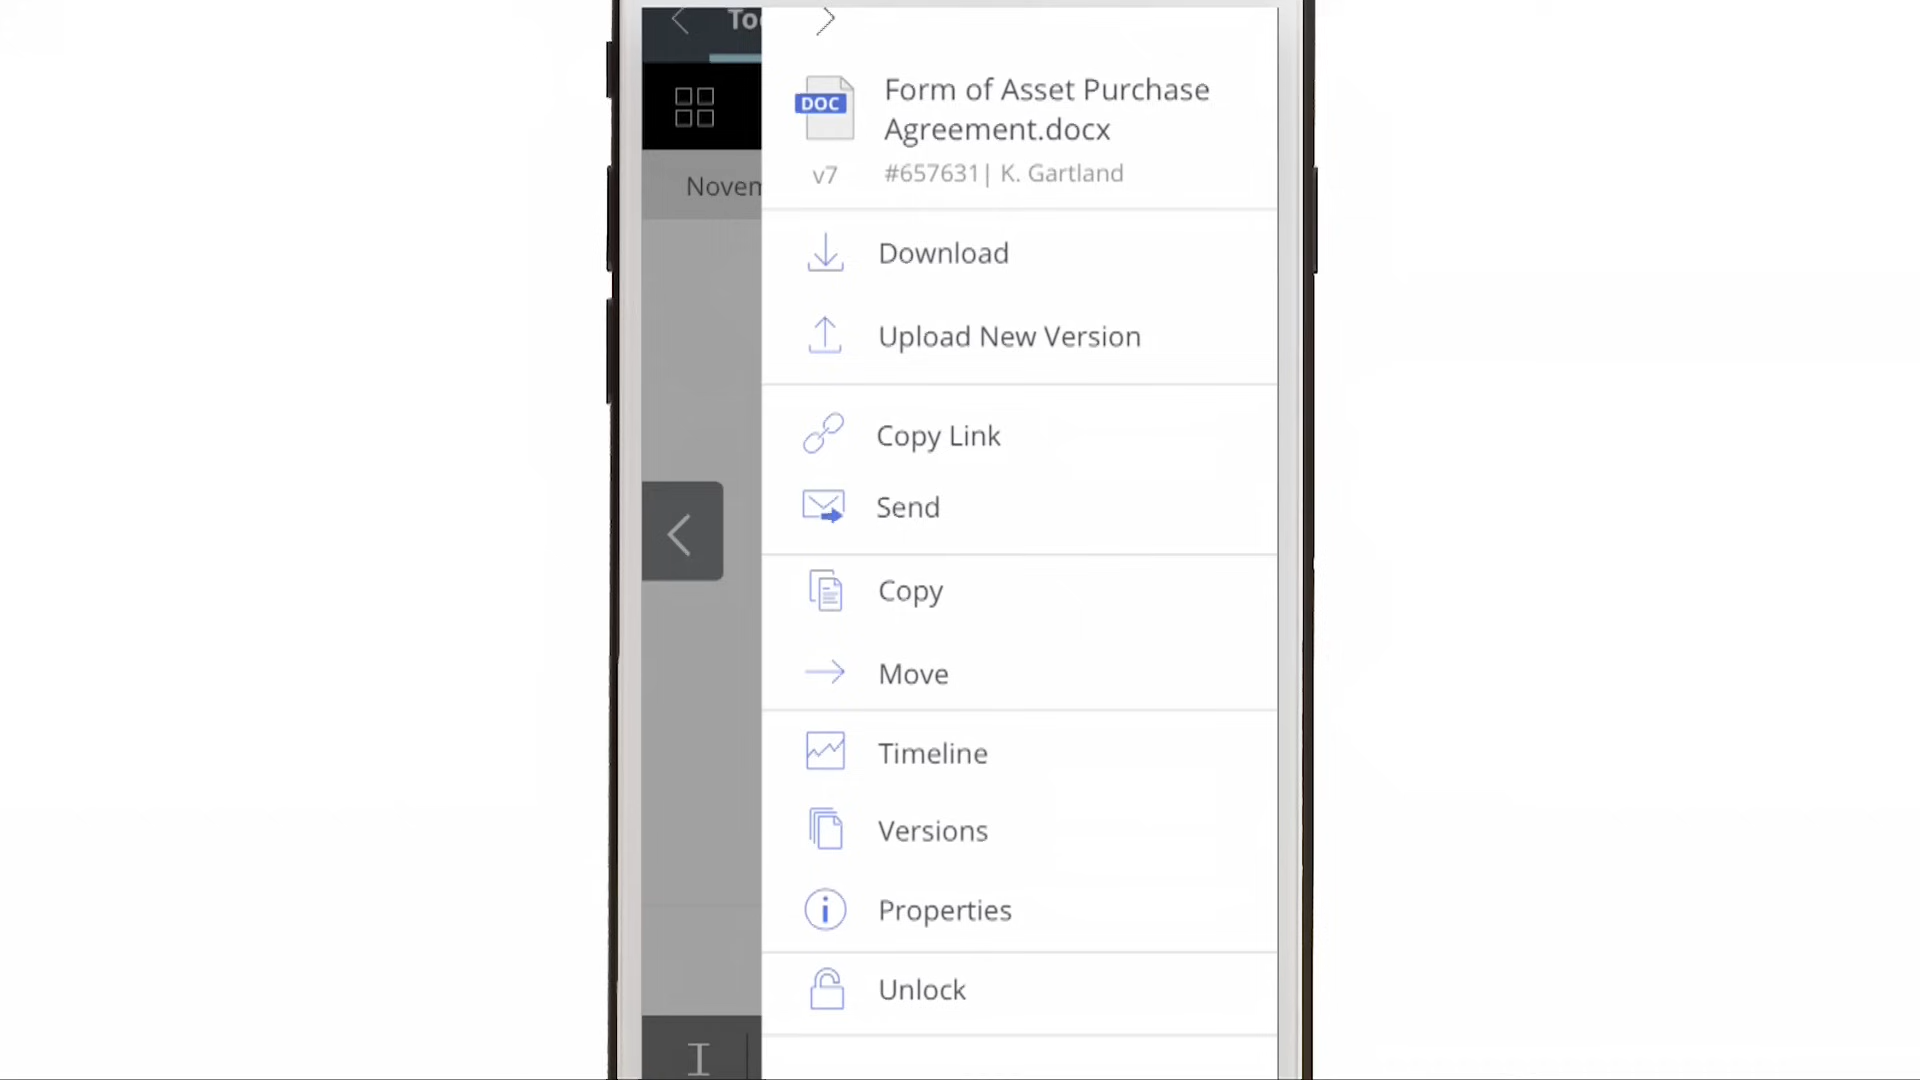 Too
DOC
Form of Asset Purchase
Agreement.docx
v7
#657631| K. Gartland
Novem
Download
Upload New Version
Copy Link
Send
Copy
Move
Timeline
Versions
Properties
Unlock